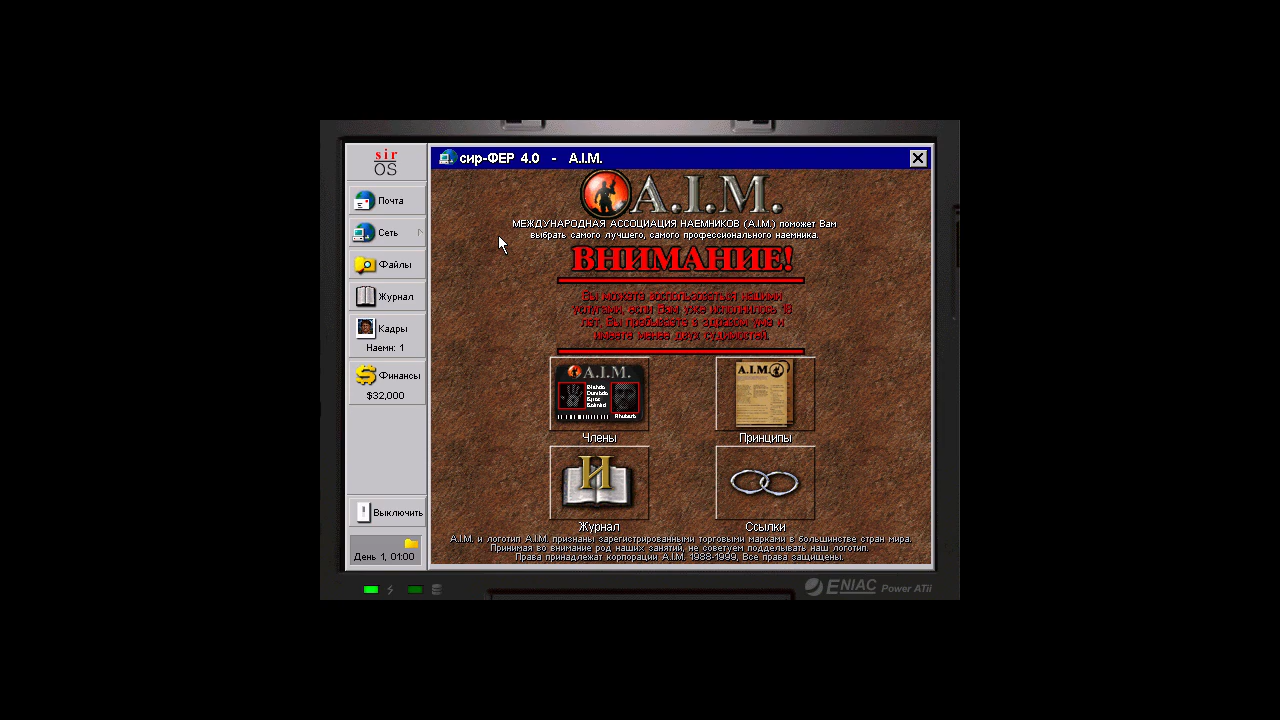 sir
OS
Почта
Сеть
Файлы
Журнал
Кадры
Наемн: 1
Финансы
$32,000
Выключить
День 1, 01:00
сир-ФЕР 4.0 - A.I.M.
A.I.M.
МЕЖДУНАРОДНАЯ АССОЦИАЦИЯ НАЕМНИКОВ (A.I.M.) поможет Вам
выбрать самого лучшего, самого профессионального наемника.
ВНИМАНИЕ!
Вы можете воспользоваться нашими
услугами, если Вам уже исполнилось 16
лет, Вы пребываете в здравом уме и
имеете менее двух судимостей.
A.I.M.
Члены
A.I.M.
Принципы
И
Журнал
Ссылки
A.I.M. и логотип A.I.M. признаны зарегистрированными торговыми марками в большинстве стран мира.
Принимая во внимание род наших занятий, не советуем подделывать наш логотип.
Права принадлежат корпорации A.I.M. 1988-1999, Все права защищены.
ENIAC Power ATii